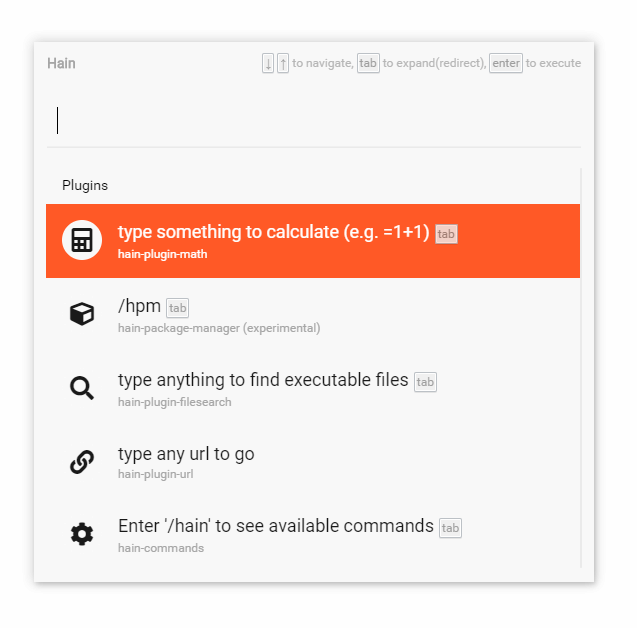 Hain
↓ ↑ to navigate, tab to expand(redirect), enter to execute
Plugins
type something to calculate (e.g. =1+1) tab
hain-plugin-math
/hpm tab
hain-package-manager (experimental)
type anything to find executable files tab
hain-plugin-filesearch
type any url to go
hain-plugin-url
Enter '/hain' to see available commands tab
hain-commands